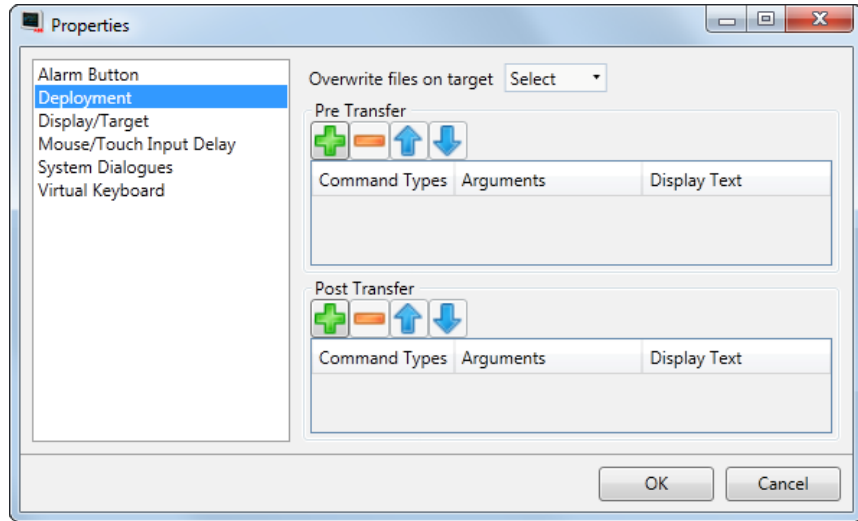 Properties
Alarm Button
Deployment
Display/Target
Mouse/Touch Input Delay
System Dialogues
Virtual Keyboard
Overwrite files on target Select
Pre Transfer
Command Types Arguments Display Text
Post Transfer
Command Types Arguments Display Text
OK Cancel